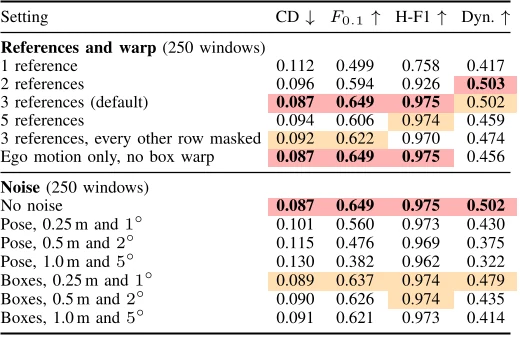 Setting CD ↓ F0.1 ↑ H-F1 ↑ Dyn. ↑
References and warp (250 windows)
1 reference 0.112 0.499 0.758 0.417
2 references 0.096 0.594 0.926 0.503
3 references (default) 0.087 0.649 0.975 0.502
5 references 0.094 0.606 0.974 0.459
3 references, every other row masked 0.092 0.622 0.970 0.474
Ego motion only, no box warp 0.087 0.649 0.975 0.456
Noise (250 windows)
No noise 0.087 0.649 0.975 0.502
Pose, 0.25 m and 1° 0.101 0.560 0.973 0.430
Pose, 0.5 m and 2° 0.115 0.476 0.969 0.375
Pose, 1.0 m and 5° 0.130 0.382 0.962 0.322
Boxes, 0.25 m and 1° 0.089 0.637 0.974 0.479
Boxes, 0.5 m and 2° 0.090 0.626 0.974 0.435
Boxes, 1.0 m and 5° 0.091 0.621 0.973 0.414